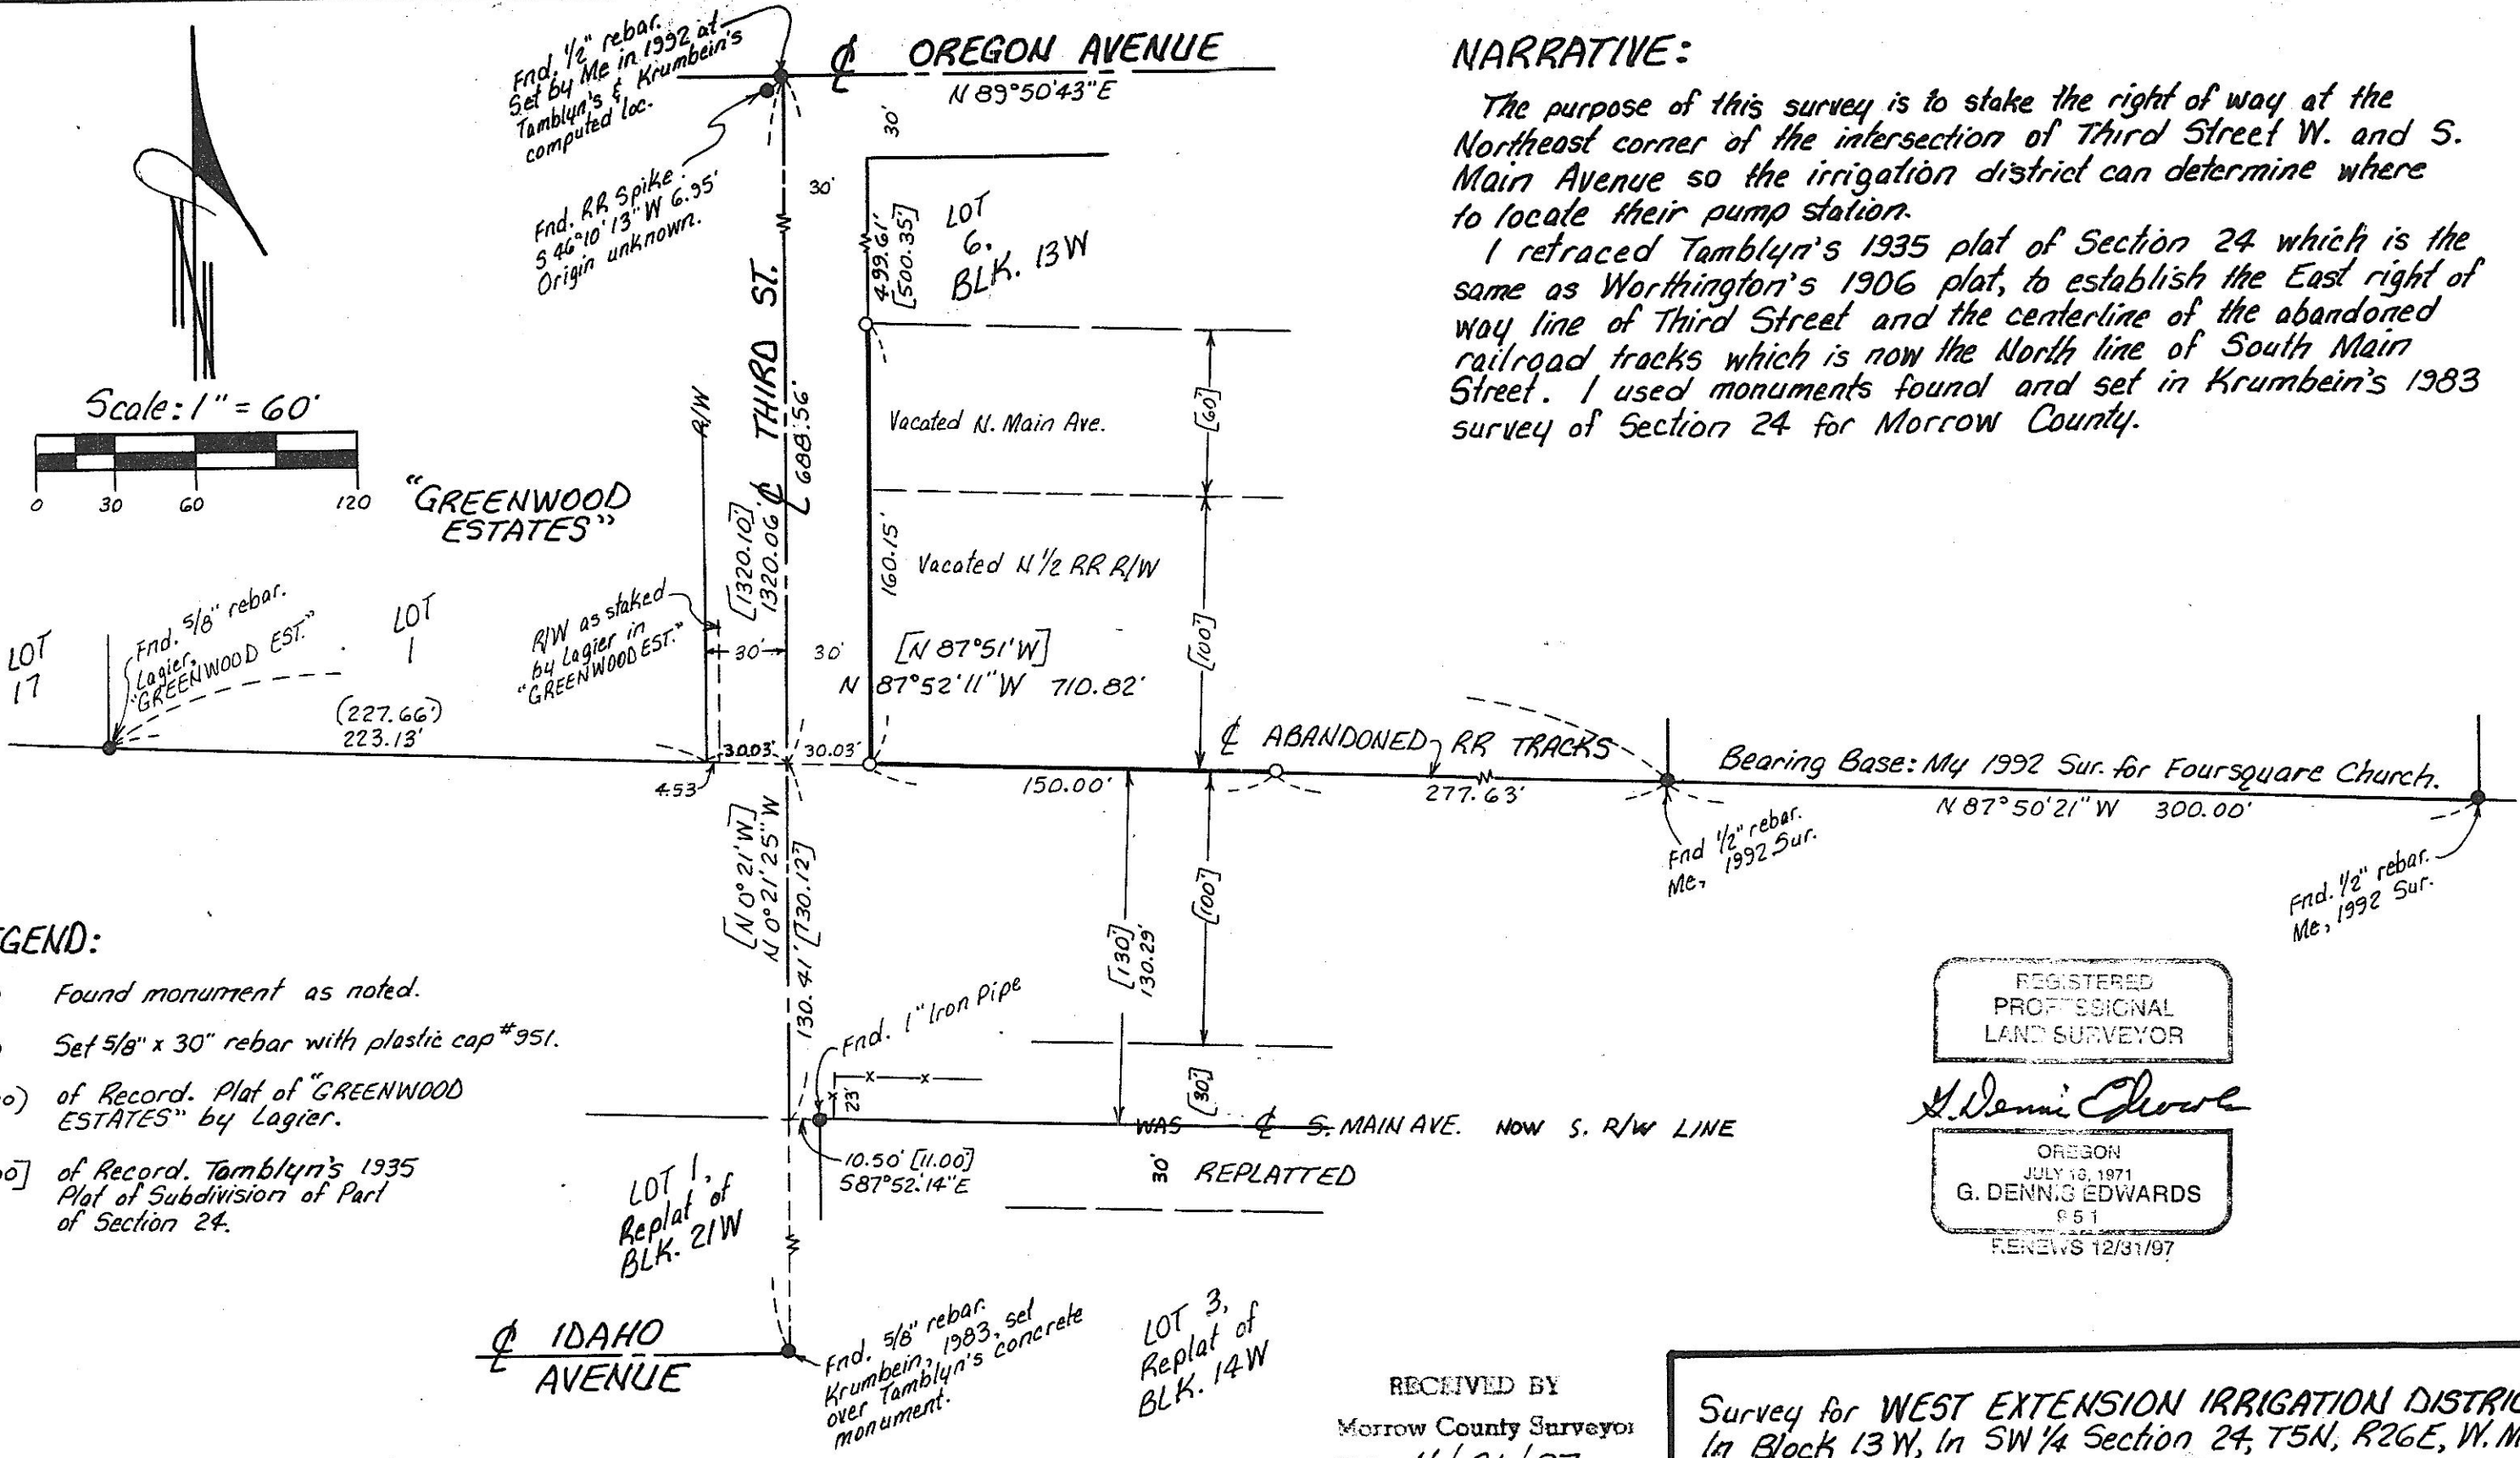 Fnd. 1/2" rebar.
Set by Me in 1992 at
Tamblyn's & Krumbein's
computed loc.
Fnd. RR Spike.
S 46°10'13" W 6.95'
Origin unknown.
℄ OREGON AVENUE
N 89°50'43"E
30'
30'
499.61'
[500.35']
LOT
6,
BLK. 13W
℄ THIRD ST.
688.56'
[1320.10']
1320.06'
R/W
Scale: 1" = 60'
0 30 60 120
"GREENWOOD
ESTATES"
Vacated N. Main Ave.
[60']
160.15'
Vacated N 1/2 RR R/W
[100']
LOT
17
Fnd. 5/8" rebar.
Lagier.
"GREENWOOD EST."
LOT
1
(227.66')
223.13'
R/W as staked
by Lagier in
"GREENWOOD EST."
30'
30'
[N 87°51'W]
N 87°52'11"W 710.82'
30.03'
30.03'
4.53'
℄ ABANDONED RR TRACKS
150.00'
277.63'
Bearing Base: My 1992 Sur. for Foursquare Church.
N 87°50'21"W 300.00'
Fnd 1/2" rebar.
Me, 1992 Sur.
Fnd. 1/2" rebar.
Me, 1992 Sur.
[N 0°21'W]
N 0°21'25"W
130.41' [130.12']
[130']
130.29'
[100']
[30']
Fnd. 1" Iron Pipe
x x
x
23'
WAS ℄ S. MAIN AVE. NOW S. R/W LINE
10.50' [11.00]
S87°52'14"E
30' REPLATTED
LOT 1,
Replat of
BLK. 21W
℄ IDAHO
AVENUE
Fnd. 5/8" rebar.
Krumbein, 1983, set
over Tamblyn's concrete
monument.
LOT 3,
Replat of
BLK. 14W
NARRATIVE:
The purpose of this survey is to stake the right of way at the
Northeast corner of the intersection of Third Street W. and S.
Main Avenue so the irrigation district can determine where
to locate their pump station.
I retraced Tamblyn's 1935 plat of Section 24 which is the
same as Worthington's 1906 plat, to establish the East right of
way line of Third Street and the centerline of the abandoned
railroad tracks which is now the North line of South Main
Street. I used monuments found and set in Krumbein's 1983
survey of Section 24 for Morrow County.
GEND:
Found monument as noted.
Set 5/8" x 30" rebar with plastic cap #951.
o) of Record. Plat of "GREENWOOD
ESTATES" by Lagier.
o] of Record. Tamblyn's 1935
Plat of Subdivision of Part
of Section 24.
REGISTERED
PROFESSIONAL
LAND SURVEYOR
G. Dennis Edwards
OREGON
JULY 16, 1971
G. DENNIS EDWARDS
951
RENEWS 12/31/97
RECEIVED BY
Morrow County Surveyor
Survey for WEST EXTENSION IRRIGATION DISTRIC
In Block 13W, In SW 1/4 Section 24, T5N, R26E, W.M